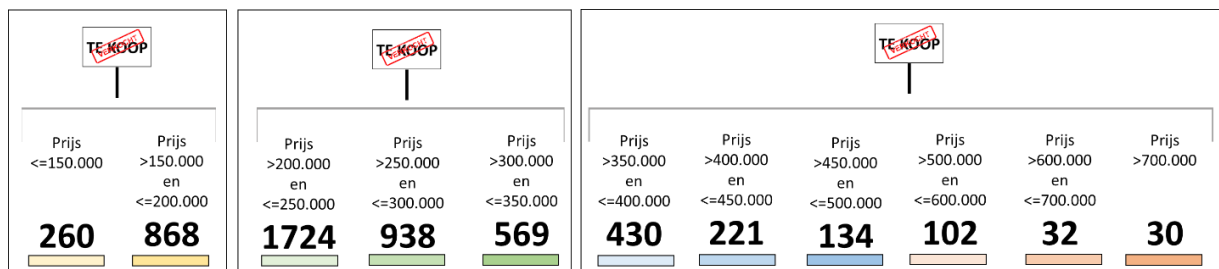 TE KOOP
VERKOCHT
Prijs
<=150.000
260
Prijs
>150.000
en
<=200.000
868
TE KOOP
VERKOCHT
Prijs
>200.000
en
<=250.000
1724
Prijs
>250.000
en
<=300.000
938
Prijs
>300.000
en
<=350.000
569
TE KOOP
VERKOCHT
Prijs
>350.000
en
<=400.000
430
Prijs
>400.000
en
<=450.000
221
Prijs
>450.000
en
<=500.000
134
Prijs
>500.000
en
<=600.000
102
Prijs
>600.000
en
<=700.000
32
Prijs
>700.000
30